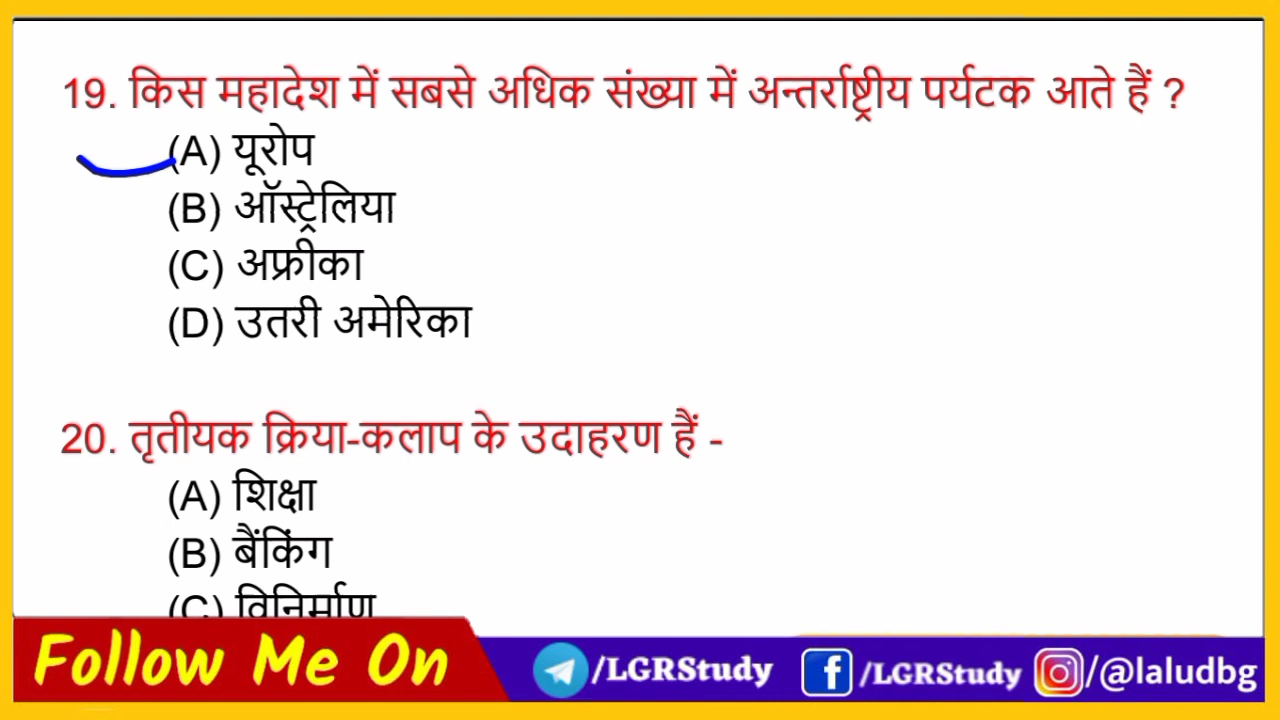 19. किस महादेश में सबसे अधिक संख्या में अन्तर्राष्ट्रीय पर्यटक आते हैं ?
(A) यूरोप
(B) ऑस्ट्रेलिया
(C) अफ्रीका
(D) उतरी अमेरिका
20. तृतीयक क्रिया-कलाप के उदाहरण हैं -
(A) शिक्षा
(B) बैंकिंग
(C) विनिर्माण
Follow Me On /LGRStudy /LGRStudy /@laludbg